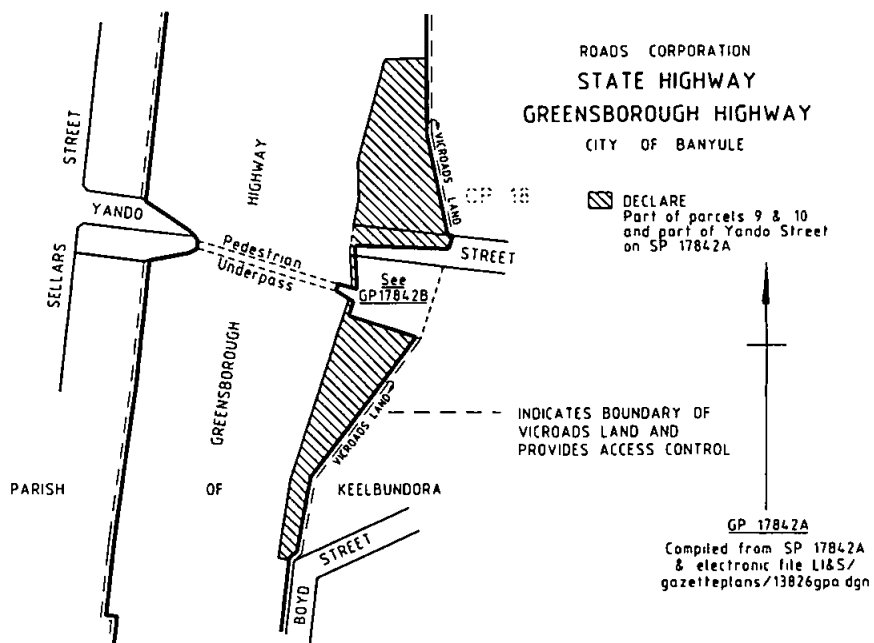 ROADS CORPORATION
STATE HIGHWAY
GREENSBOROUGH HIGHWAY
CITY OF BANYULE
DECLARE
Part of parcels 9 & 10
and part of Yando Street
on SP 17842A
STREET
YANDO
SELLARS
HIGHWAY
Pedestrian
Underpass
VICROADS LAND
CP 18
STREET
See
GP17842B
GREENSBOROUGH
VICROADS LAND
INDICATES BOUNDARY OF
VICROADS LAND AND
PROVIDES ACCESS CONTROL
PARISH OF KEELBUNDORA
STREET
BOYD
GP 17842A
Compiled from SP 17842A
& electronic file LI&S/
gazetteplans/13826gpa dgn